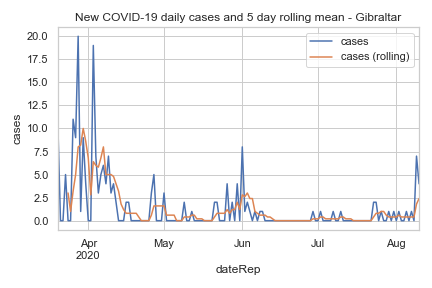 New COVID-19 daily cases and 5 day rolling mean - Gibraltar
cases
cases (rolling)
20.0
17.5
15.0
12.5
10.0
7.5
5.0
2.5
0.0
cases
Apr
2020
May
Jun
Jul
Aug
dateRep